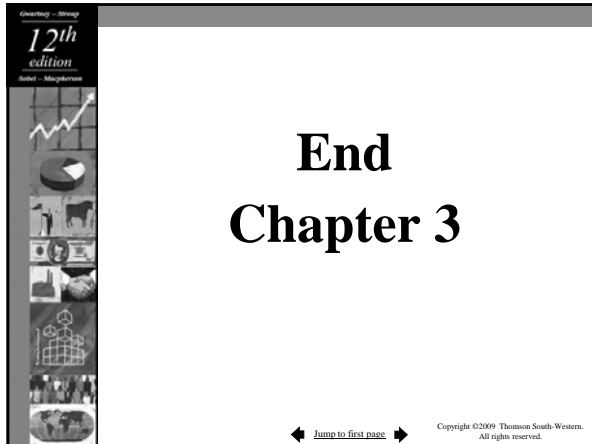 Gwartney – Stroup
12th
edition
Sobel – Macpherson
End
Chapter 3
Jump to first page
Copyright ©2009 Thomson South-Western.
All rights reserved.